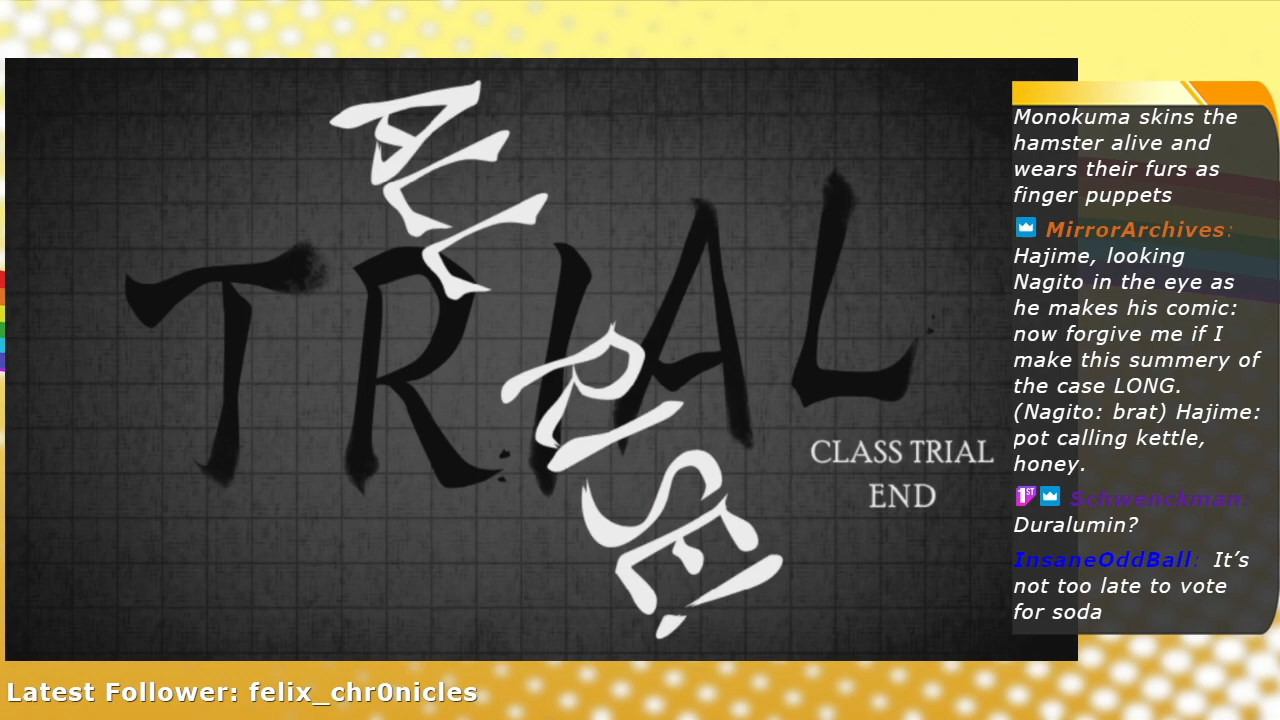 TRIAL
ALL
RISE!
CLASS TRIAL
END
Monokuma skins the
hamster alive and
wears their furs as
finger puppets
MirrorArchives:
Hajime, looking
Nagito in the eye as
he makes his comic:
now forgive me if I
make this summery of
the case LONG.
(Nagito: brat) Hajime:
pot calling kettle,
honey.
1ST Schwenckman:
Duralumin?
InsaneOddBall: It’s
not too late to vote
for soda
Latest Follower: felix_chr0nicles